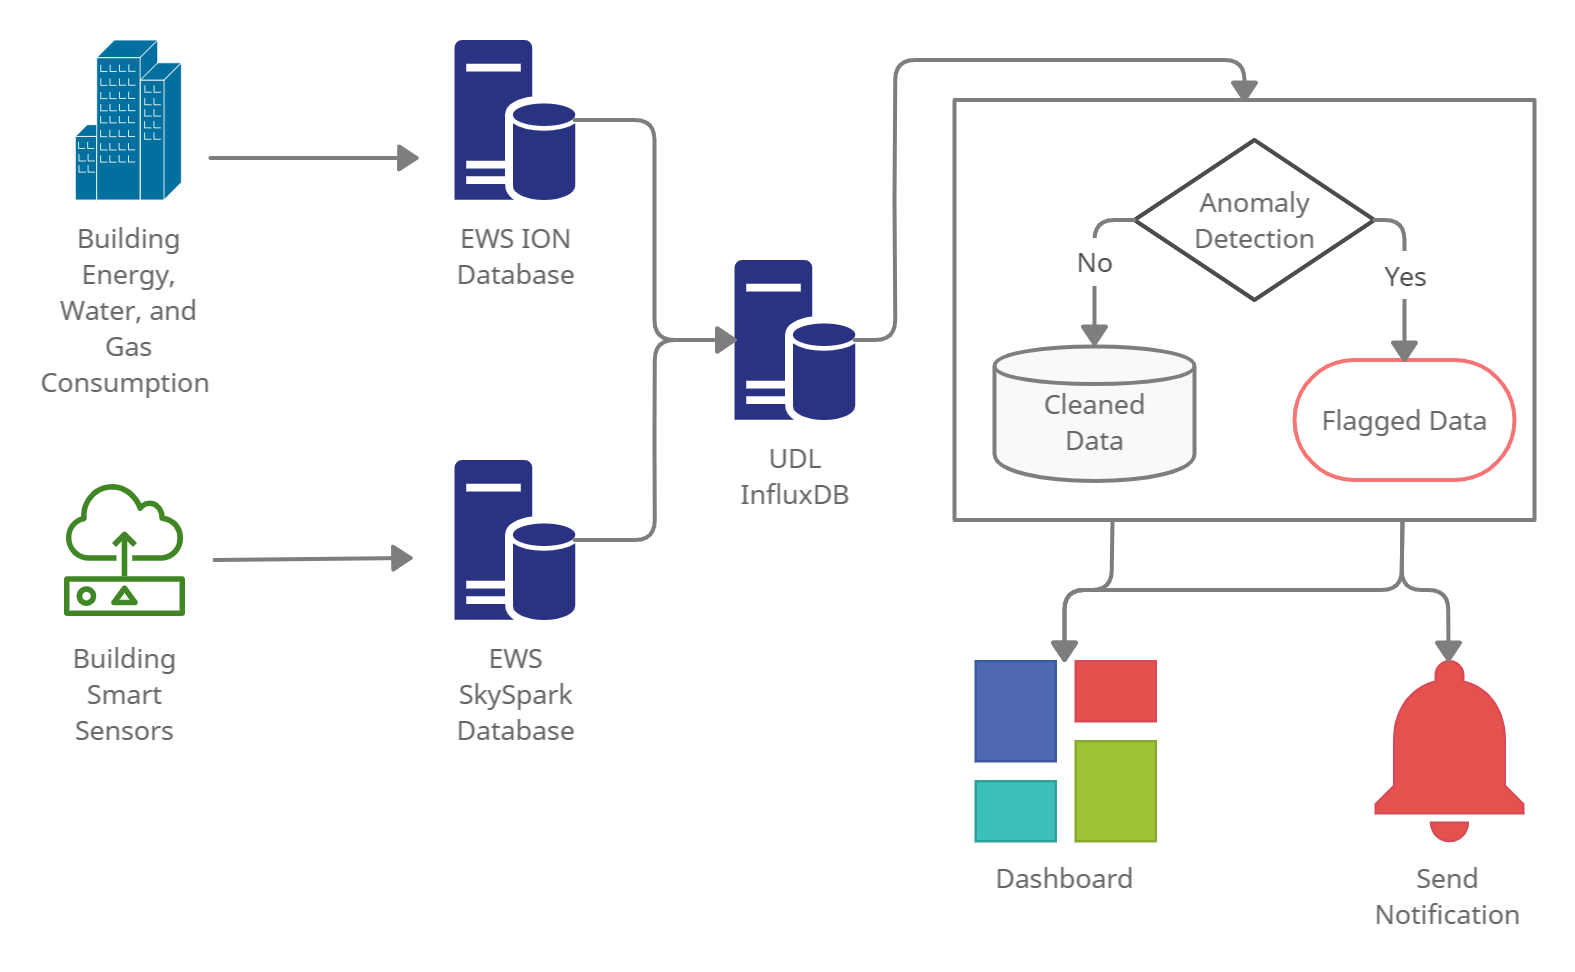 Building
Energy,
Water, and
Gas
Consumption
EWS ION
Database
Building
Smart
Sensors
EWS
SkySpark
Database
UDL
InfluxDB
Anomaly
Detection
No
Yes
Cleaned
Data
Flagged Data
Dashboard
Send
Notification